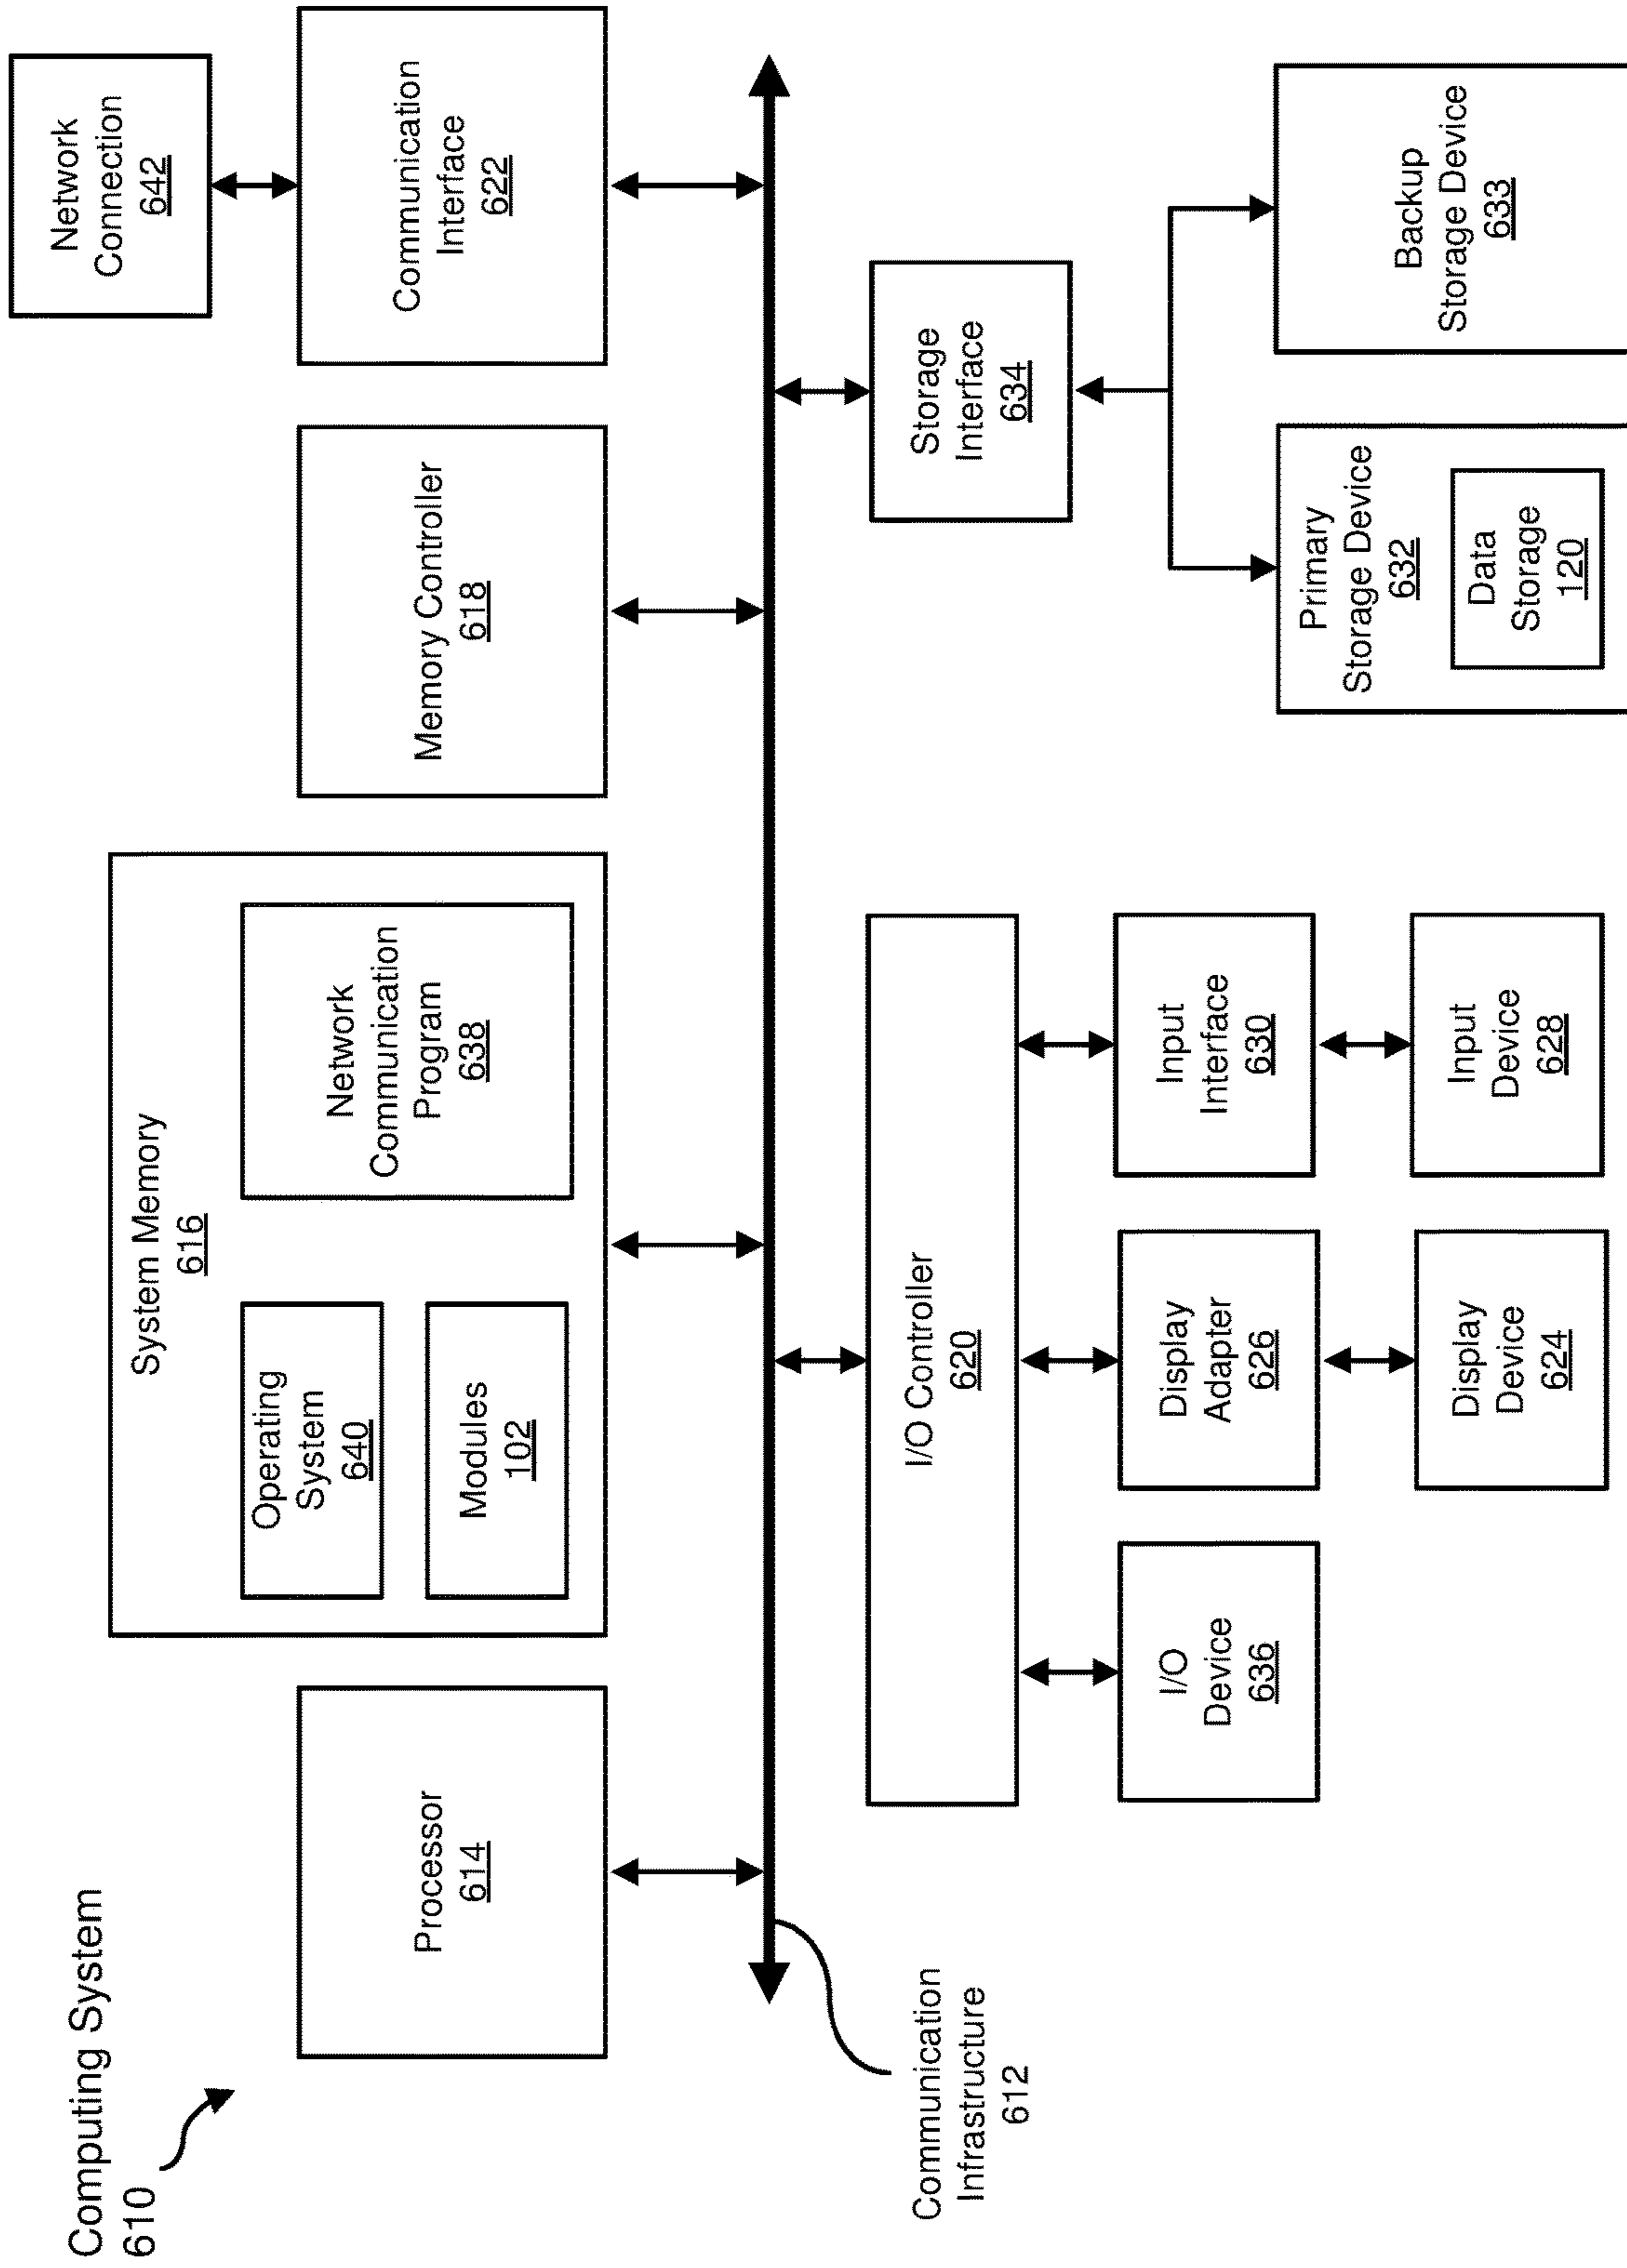 Computing System
610
Processor
614
System Memory
616
Operating
System
640
Modules
102
Network
Communication
Program
638
Memory Controller
618
Communication
Interface
622
Network
Connection
642
Communication
Infrastructure
612
I/O Controller
620
I/O
Device
636
Display
Adapter
626
Display
Device
624
Input
Interface
630
Input
Device
628
Storage
Interface
634
Primary
Storage Device
632
Data
Storage
120
Backup
Storage Device
633